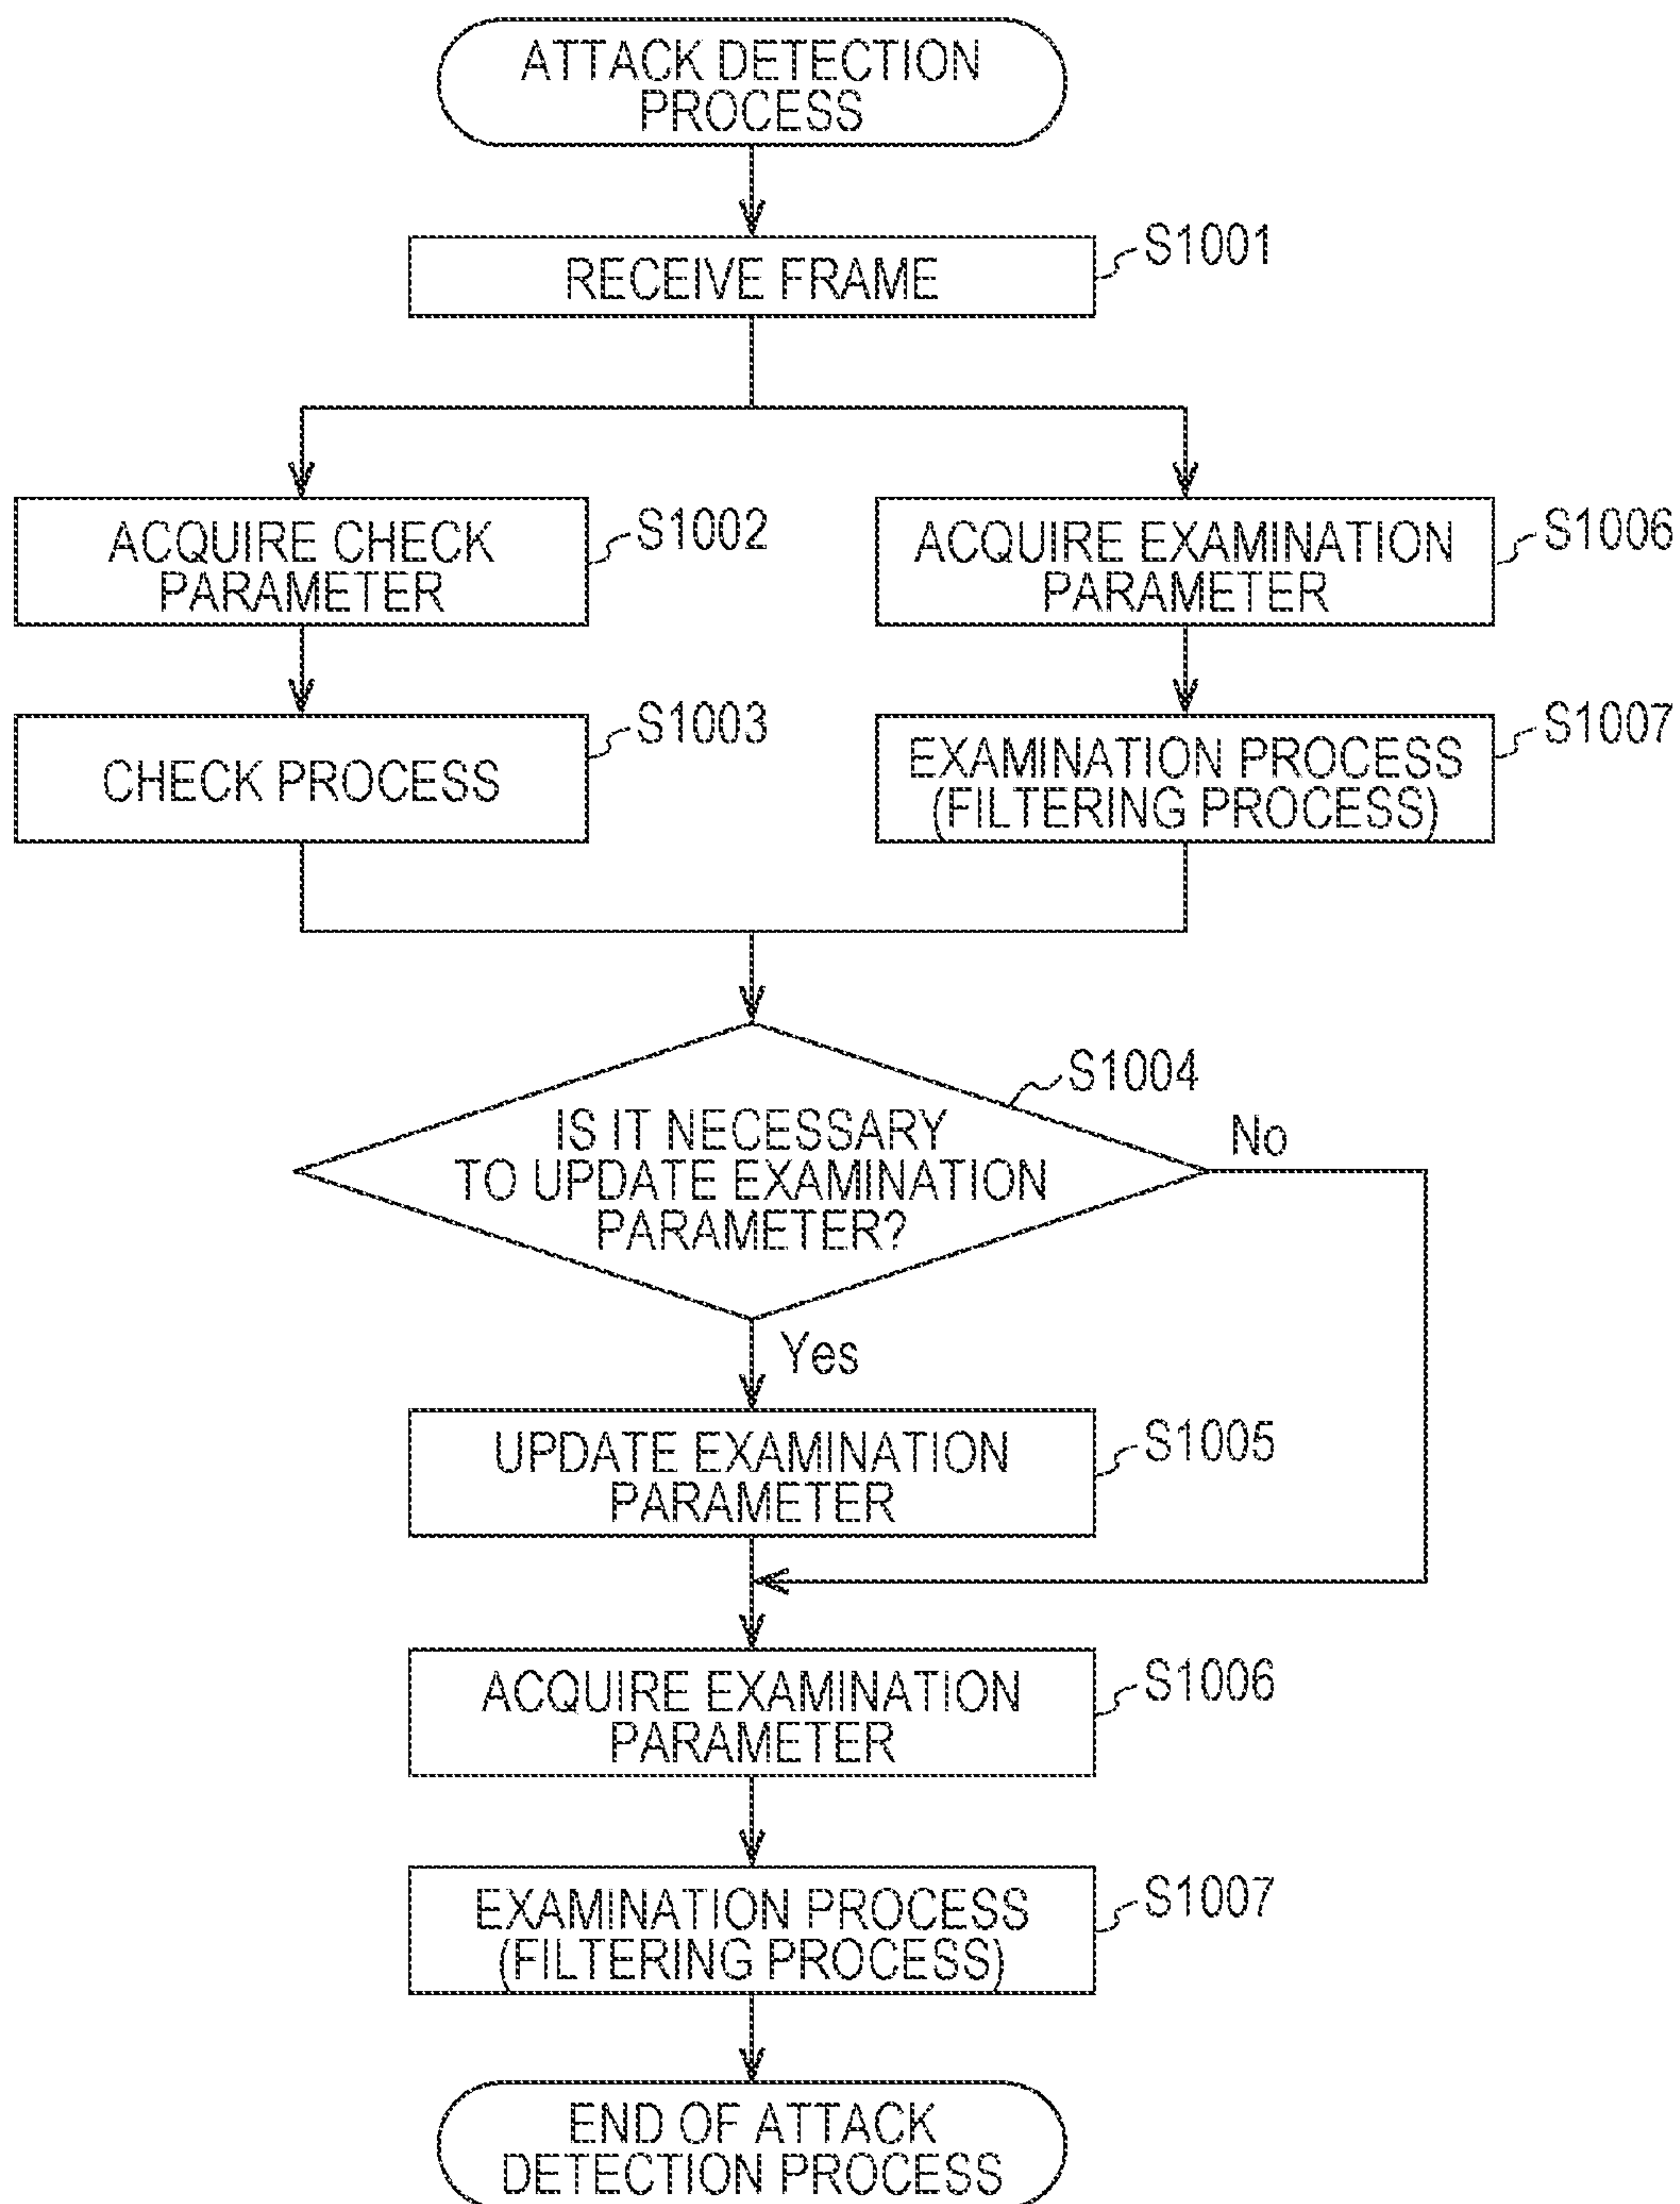 ATTACK DETECTION
PROCESS
RECEIVE FRAME
S1001
ACQUIRE CHECK
PARAMETER
S1002
ACQUIRE EXAMINATION
PARAMETER
S1006
CHECK PROCESS
S1003
EXAMINATION PROCESS
(FILTERING PROCESS)
S1007
IS IT NECESSARY
TO UPDATE EXAMINATION
PARAMETER?
S1004
No
Yes
UPDATE EXAMINATION
PARAMETER
S1005
ACQUIRE EXAMINATION
PARAMETER
S1006
EXAMINATION PROCESS
(FILTERING PROCESS)
S1007
END OF ATTACK
DETECTION PROCESS